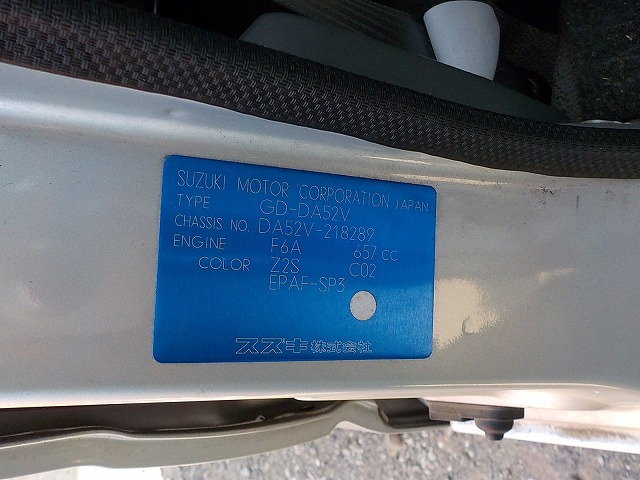 SUZUKI MOTOR CORPORATION JAPAN
TYPE GD-DA52V
CHASSIS NO. DA52V-218289
ENGINE F6A 657 cc
COLOR Z2S C02
EPAF-SP3
スズキ株式会社